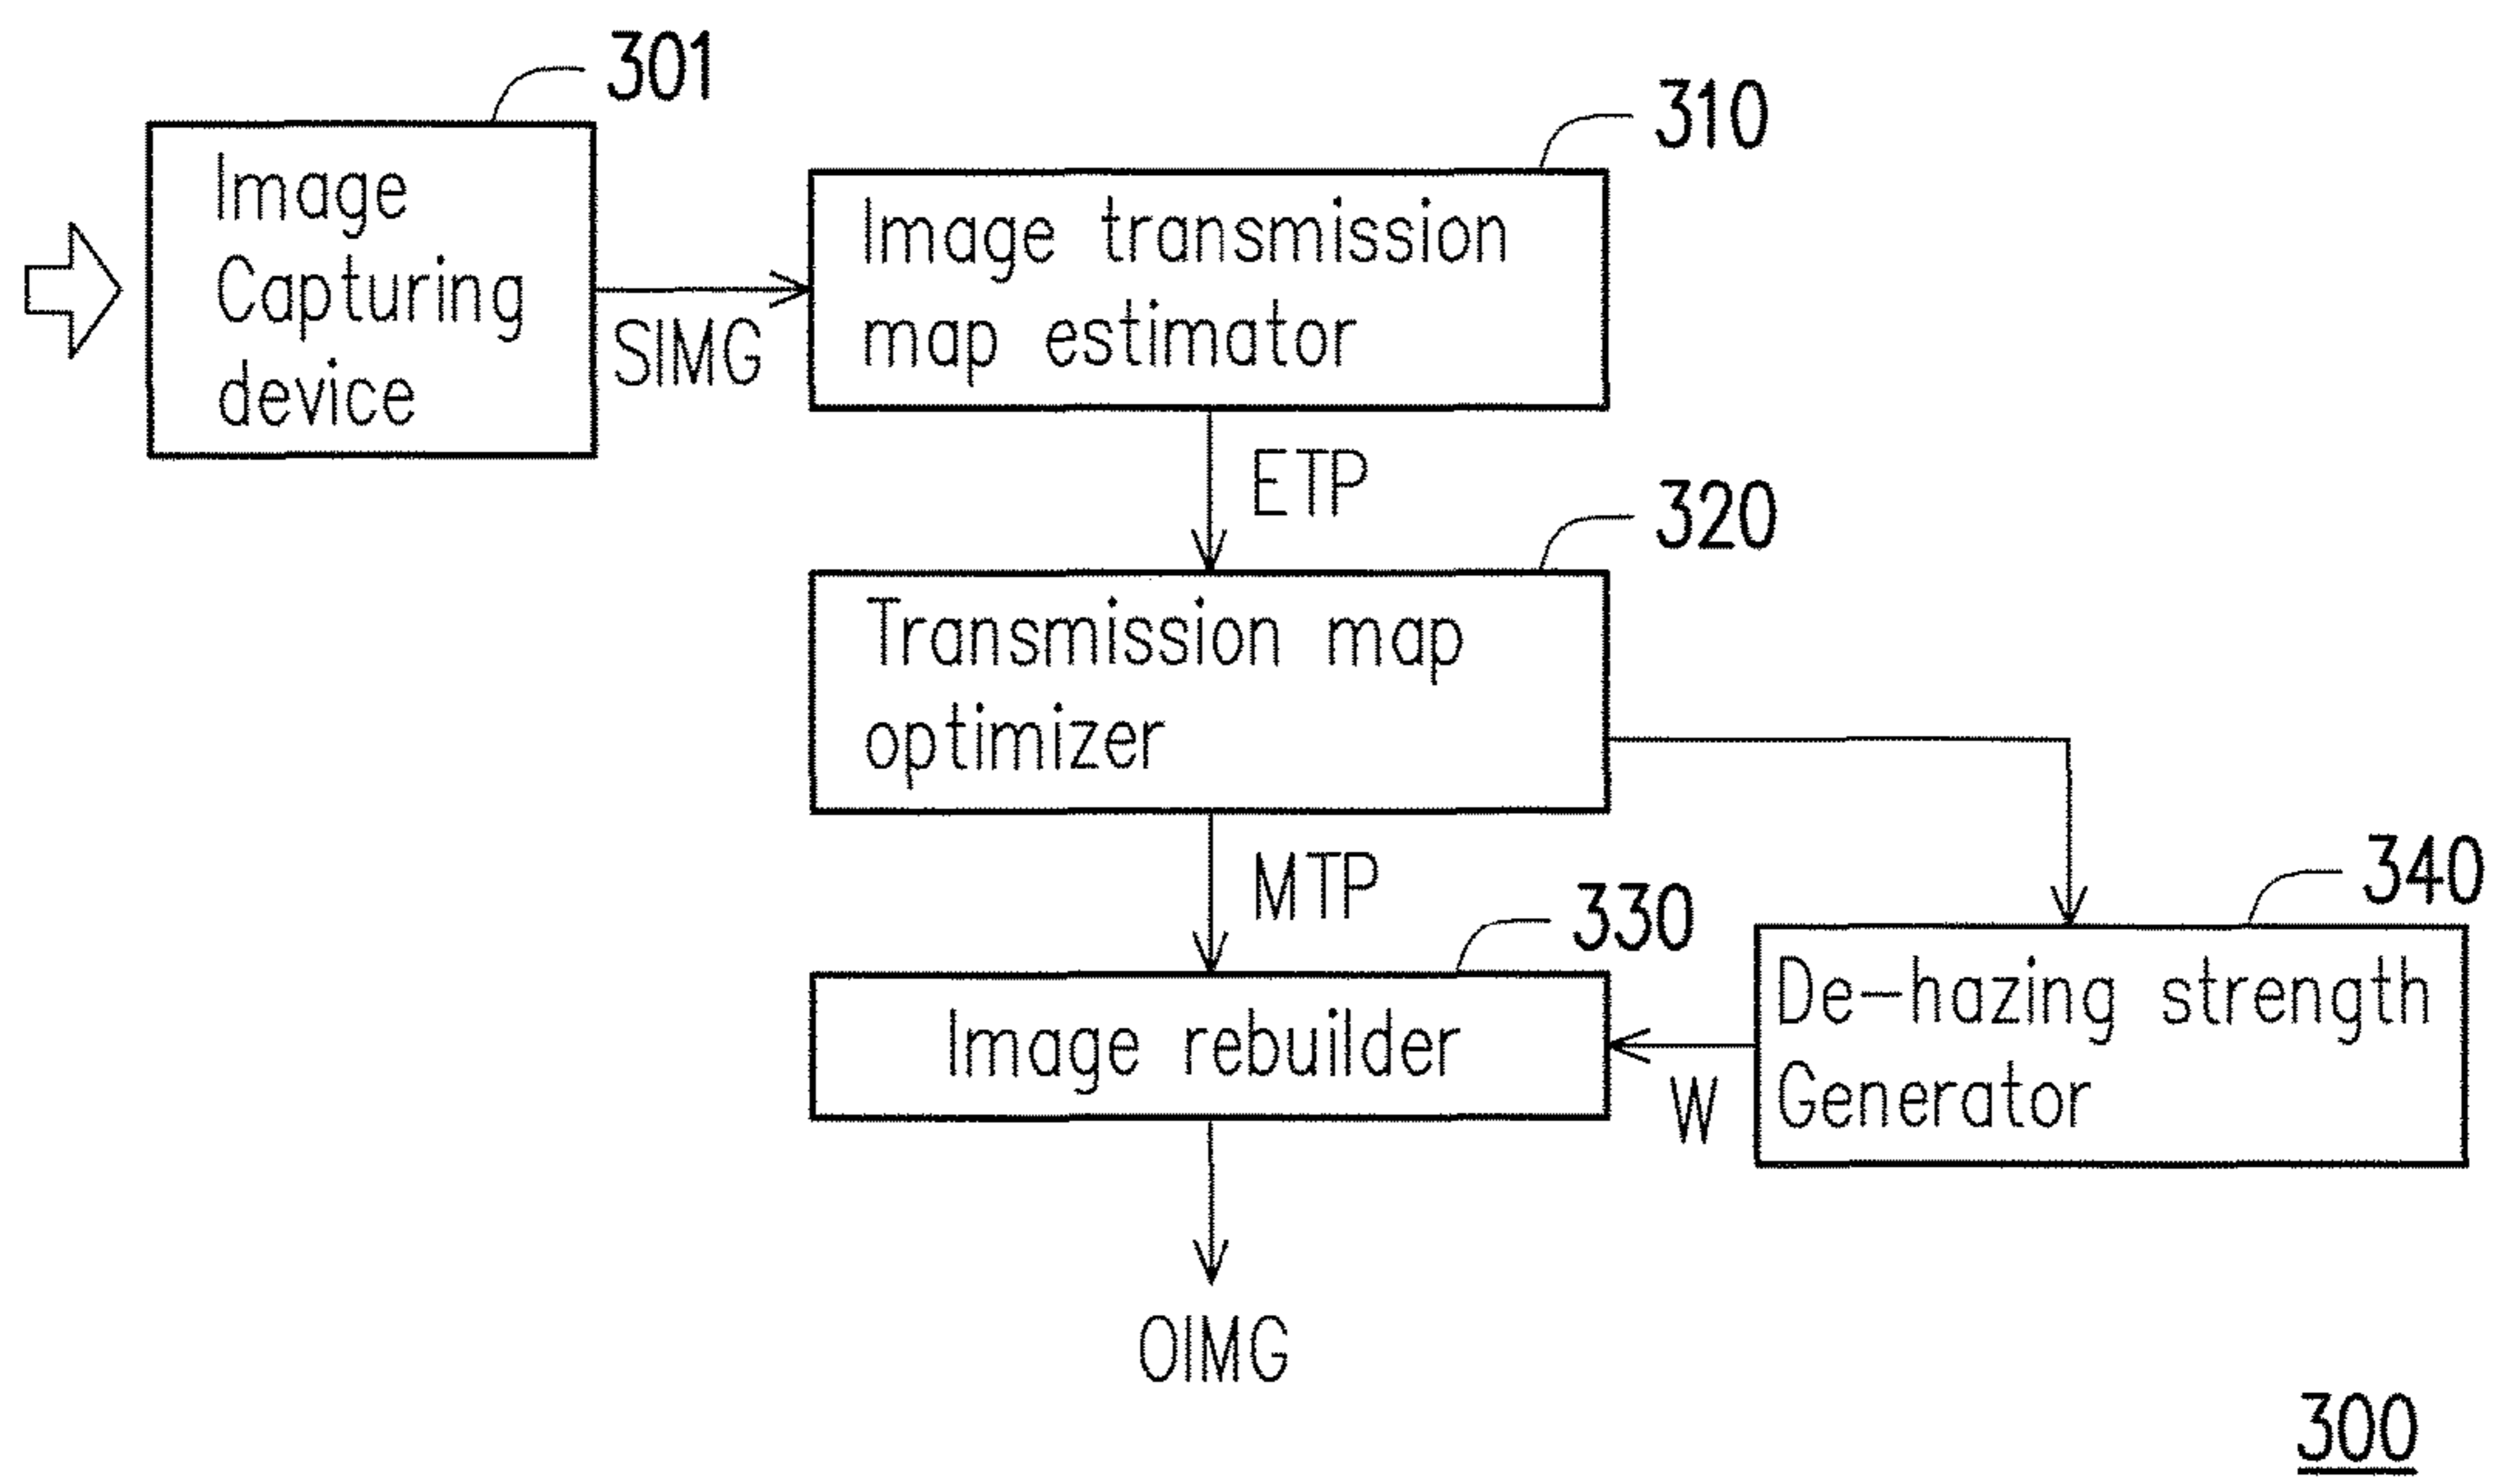 301
Image
Capturing
device
SIMG
310
Image transmission
map estimator
ETP
320
Transmission map
optimizer
MTP
330
Image rebuilder
340
De-hazing strength
Generator
W
OIMG
300